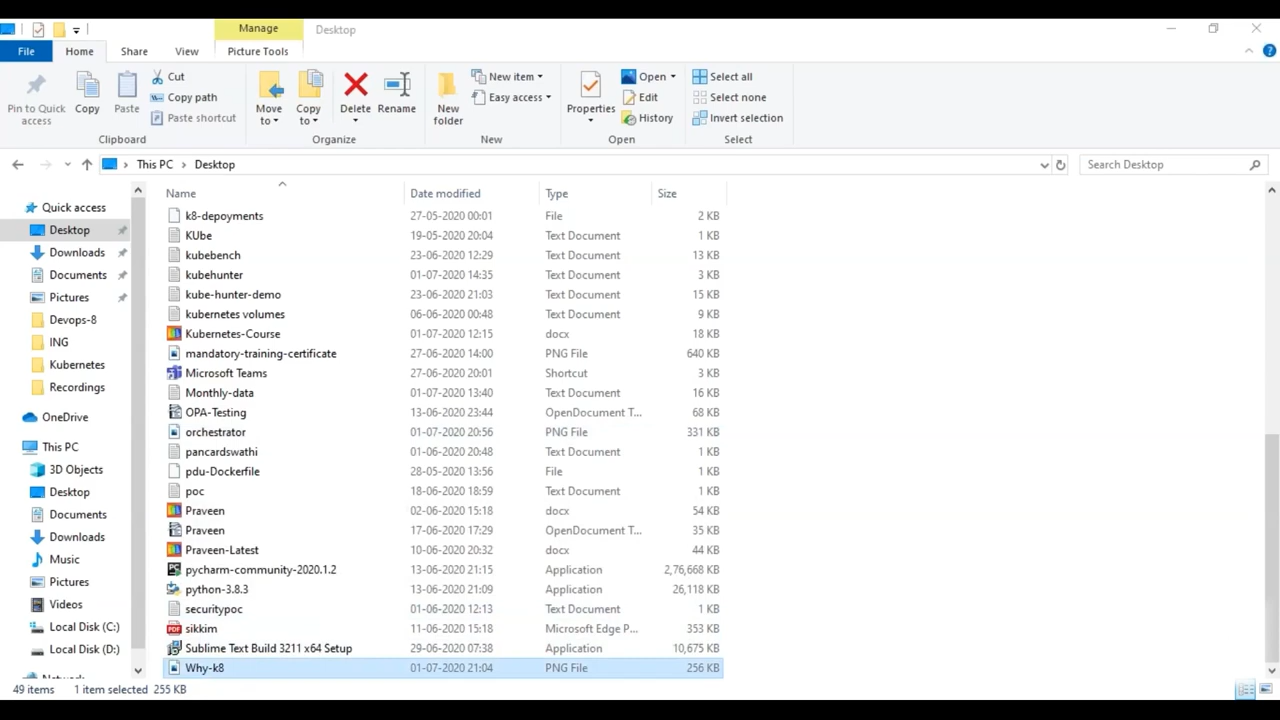 Manage Desktop
File Home Share View Picture Tools
Pin to Quick access
Copy
Paste
Cut
Copy path
Paste shortcut
Clipboard
Move to
Copy to
Delete
Rename
Organize
New folder
New item
Easy access
New
Properties
Open
Edit
History
Open
Select all
Select none
Invert selection
Select
This PC > Desktop
Search Desktop
Quick access
Desktop
Downloads
Documents
Pictures
Devops-8
ING
Kubernetes
Recordings
OneDrive
This PC
3D Objects
Desktop
Documents
Downloads
Music
Pictures
Videos
Local Disk (C:)
Local Disk (D:)
Name Date modified Type Size
k8-depoyments 27-05-2020 00:01 File 2 KB
KUbe 19-05-2020 20:04 Text Document 1 KB
kubebench 23-06-2020 12:29 Text Document 13 KB
kubehunter 01-07-2020 14:35 Text Document 3 KB
kube-hunter-demo 23-06-2020 21:03 Text Document 15 KB
kubernetes volumes 06-06-2020 00:48 Text Document 9 KB
Kubernetes-Course 01-07-2020 12:15 docx 18 KB
mandatory-training-certificate 27-06-2020 14:00 PNG File 640 KB
Microsoft Teams 27-06-2020 20:01 Shortcut 3 KB
Monthly-data 01-07-2020 13:40 Text Document 16 KB
OPA-Testing 13-06-2020 23:44 OpenDocument T... 68 KB
orchestrator 01-07-2020 20:56 PNG File 331 KB
pancardswathi 01-06-2020 20:48 Text Document 1 KB
pdu-Dockerfile 28-05-2020 13:56 File 1 KB
poc 18-06-2020 18:59 Text Document 1 KB
Praveen 02-06-2020 15:18 docx 54 KB
Praveen 17-06-2020 17:29 OpenDocument T... 35 KB
Praveen-Latest 10-06-2020 20:32 docx 44 KB
pycharm-community-2020.1.2 13-06-2020 21:15 Application 2,76,668 KB
python-3.8.3 13-06-2020 21:09 Application 26,118 KB
securitypoc 01-06-2020 12:13 Text Document 1 KB
sikkim 11-06-2020 15:18 Microsoft Edge P... 353 KB
Sublime Text Build 3211 x64 Setup 29-06-2020 07:38 Application 10,675 KB
Why-k8 01-07-2020 21:04 PNG File 256 KB
49 items 1 item selected 255 KB